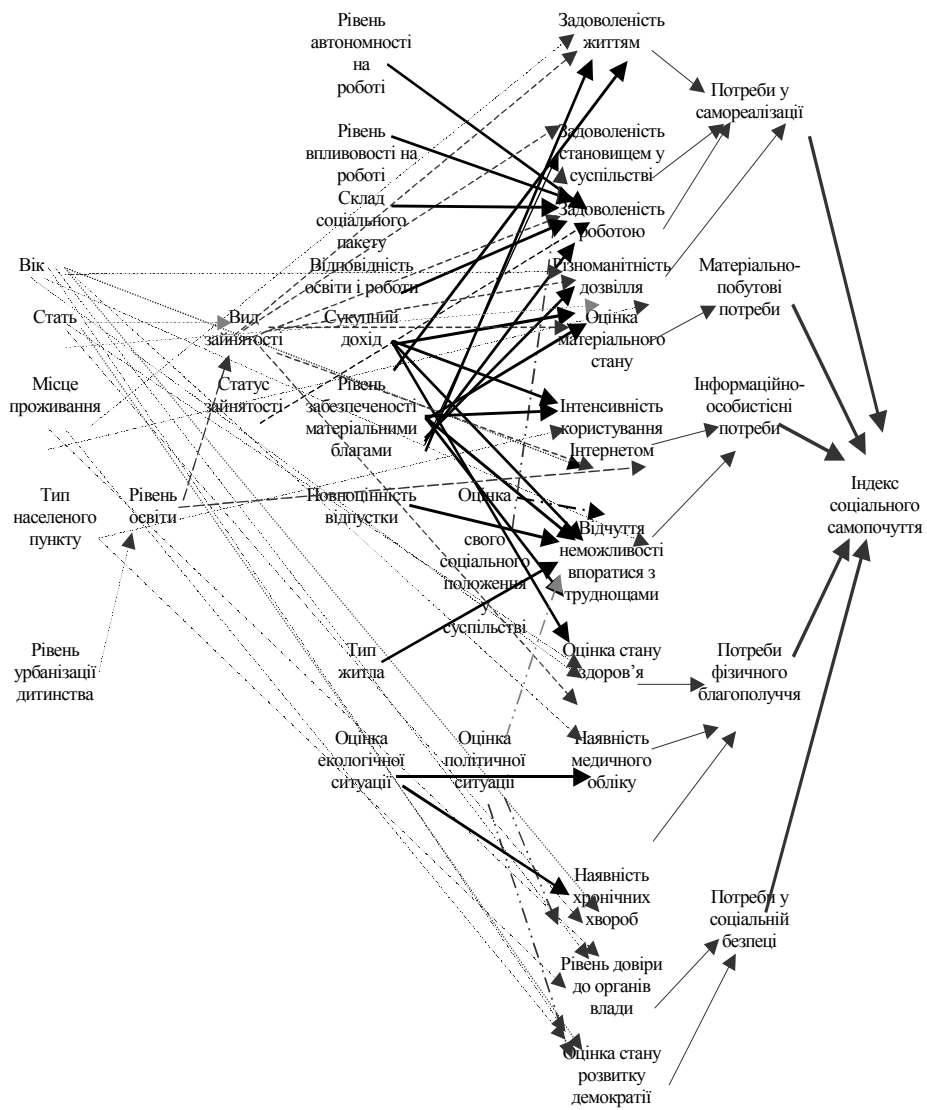 Рівень
автономності
на
роботі
Задоволеність
життям
Потреби у
самореалізації
Рівень
впливовості на
роботі
Задоволеність
становищем у
суспільстві
Склад
соціального
пакету
Задоволеність
роботою
Вік
Відповідність
освіти і роботи
Різноманітність
дозвілля
Матеріально-
побутові
потреби
Стать
Вид
зайнятості
Сукупний
дохід
Оцінка
матеріального
стану
Місце
проживання
Статус
зайнятості
Рівень
забезпеченості
матеріальними
благами
Інтенсивність
користування
Інтернетом
Інформаційно-
особистісні
потреби
Тип
населеного
пункту
Рівень
освіти
Повноцінність
відпустки
Оцінка
свого
соціального
положення
у
суспільстві
Відчуття
неможливості
впоратися з
труднощами
Індекс
соціального
самопочуття
Рівень
урбанізації
дитинства
Тип
житла
Оцінка стану
здоров’я
Потреби
фізичного
благополуччя
Оцінка
екологічної
ситуації
Оцінка
політичної
ситуації
Наявність
медичного
обліку
Наявність
хронічних
хвороб
Потреби у
соціальній
безпеці
Рівень довіри
до органів
влади
Оцінка стану
розвитку
демократії